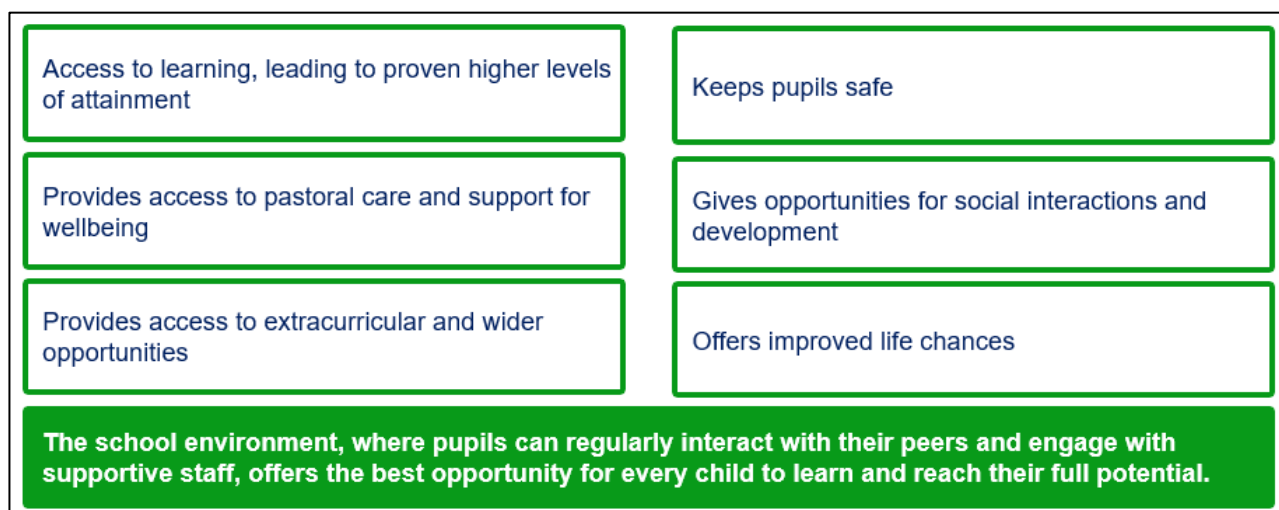 Access to learning, leading to proven higher levels
of attainment
Keeps pupils safe
Provides access to pastoral care and support for
wellbeing
Gives opportunities for social interactions and
development
Provides access to extracurricular and wider
opportunities
Offers improved life chances
The school environment, where pupils can regularly interact with their peers and engage with
supportive staff, offers the best opportunity for every child to learn and reach their full potential.